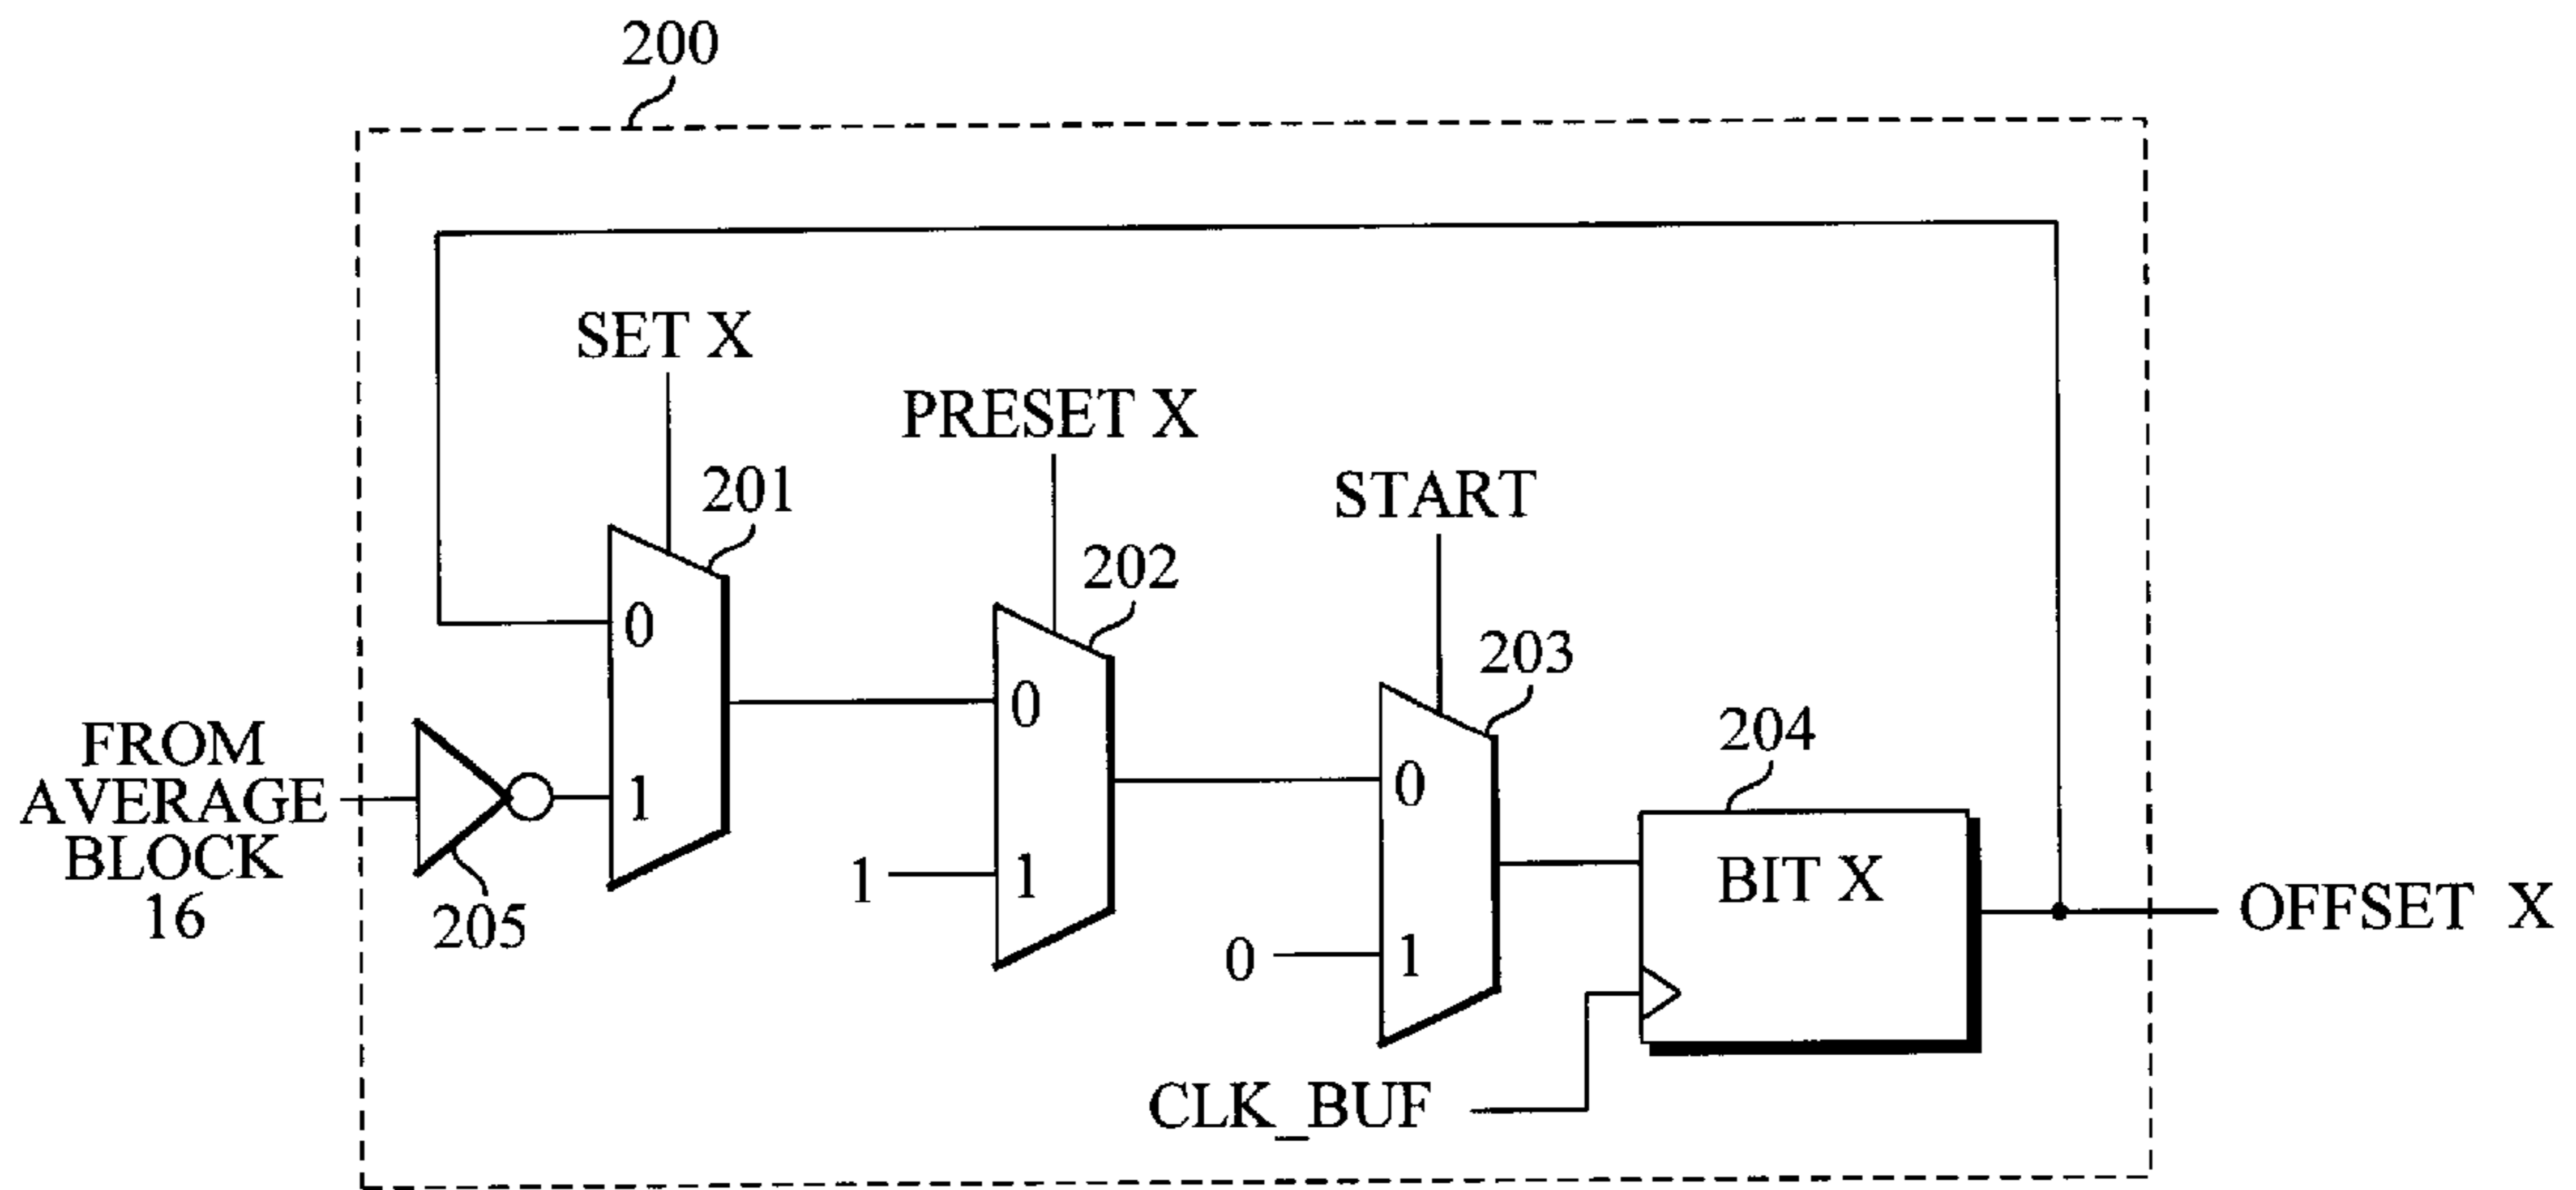 200
SET X
PRESET X
201
START
202
203
0
0
204
FROM
AVERAGE
BLOCK
16
1
0
BIT X
205
1
1
0
1
OFFSET X
CLK_BUF